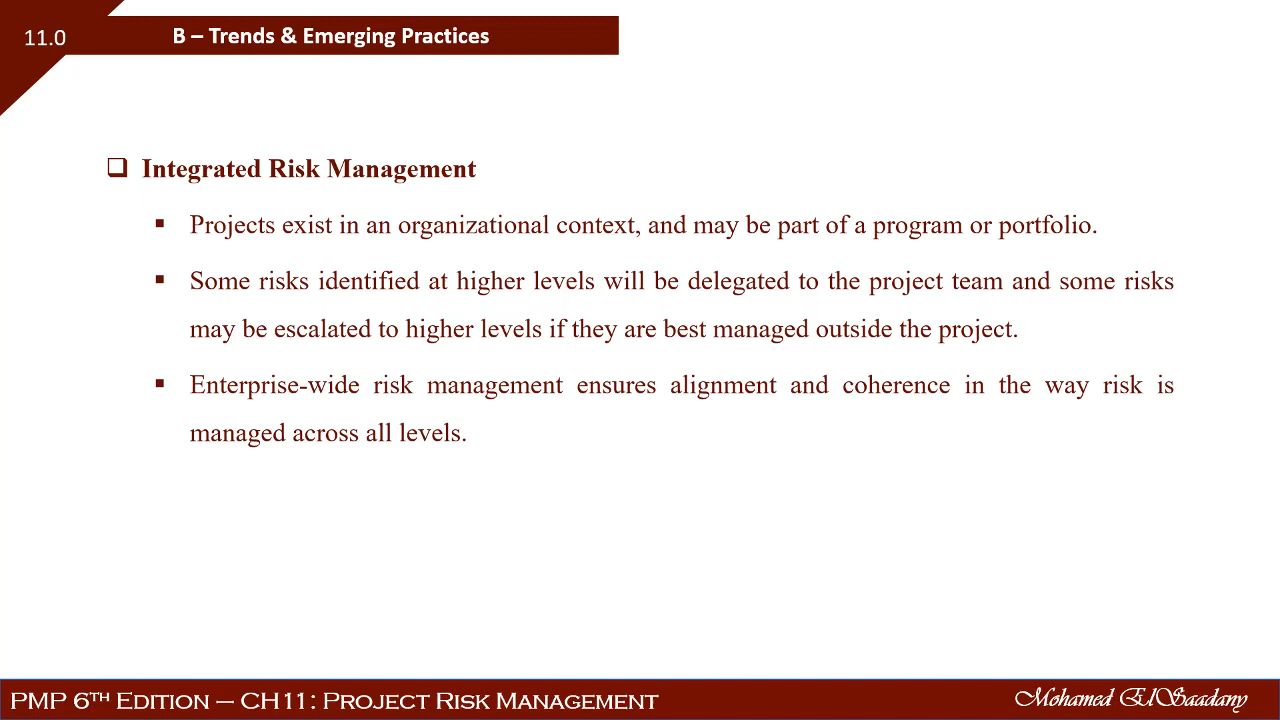 11.0
B – Trends & Emerging Practices
Integrated Risk Management
Projects exist in an organizational context, and may be part of a program or portfolio.
Some risks identified at higher levels will be delegated to the project team and some risks
may be escalated to higher levels if they are best managed outside the project.
Enterprise-wide risk management ensures alignment and coherence in the way risk is
managed across all levels.
PMP 6TH Edition – CH11: Project Risk Management
Mohamed ElSaadany